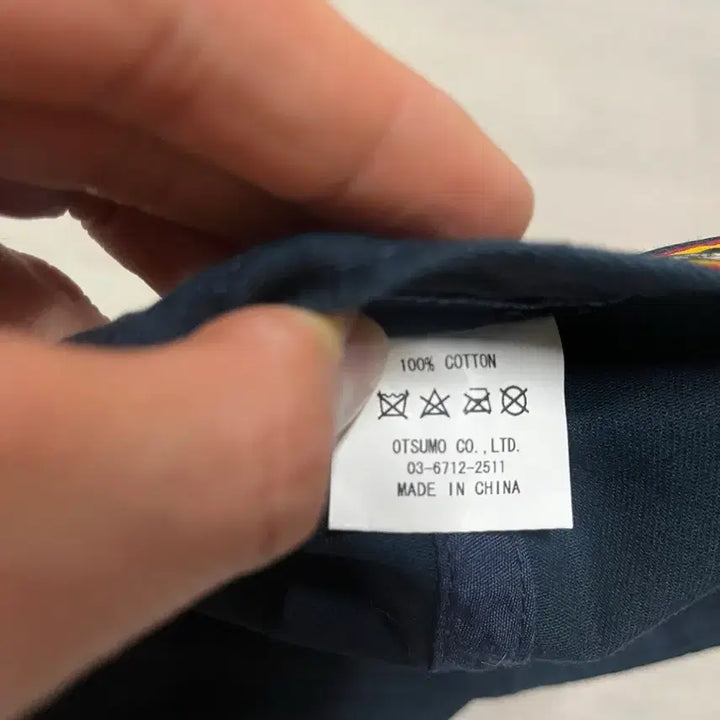 100% COTTON
OTSUMO CO.,LTD.
03-6712-2511
MADE IN CHINA